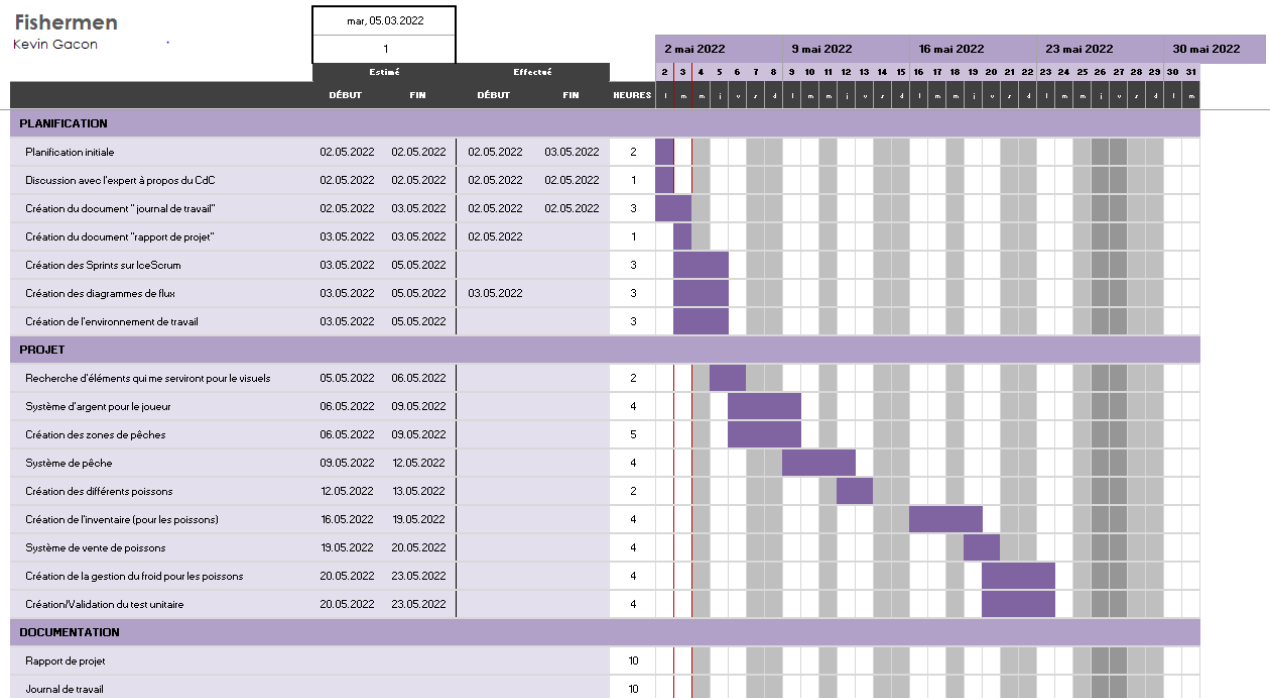 Fishermen
Kevin Gacon
mar, 05.03.2022
1
2 mai 2022 9 mai 2022 16 mai 2022 23 mai 2022 30 mai 2022
Estimé Effectué 2 3 4 5 6 7 8 9 10 11 12 13 14 15 16 17 18 19 20 21 22 23 24 25 26 27 28 29 30 31
DÉBUT FIN DÉBUT FIN HEURES l m m j v s d l m m j v s d l m m j v s d l m m j v s d l m
PLANIFICATION
Planification initiale 02.05.2022 02.05.2022 02.05.2022 03.05.2022 2
Discussion avec l'expert à propos du CdC 02.05.2022 02.05.2022 02.05.2022 02.05.2022 1
Création du document " journal de travail" 02.05.2022 03.05.2022 02.05.2022 02.05.2022 3
Création du document "rapport de projet" 03.05.2022 03.05.2022 02.05.2022 1
Création des Sprints sur IceScrum 03.05.2022 05.05.2022 3
Création des diagrammes de flux 03.05.2022 05.05.2022 03.05.2022 3
Création de l'environnement de travail 03.05.2022 05.05.2022 3
PROJET
Recherche d'éléments qui me serviront pour le visuels 05.05.2022 06.05.2022 2
Système d'argent pour le joueur 06.05.2022 09.05.2022 4
Création des zones de pêches 06.05.2022 09.05.2022 5
Système de pêche 09.05.2022 12.05.2022 4
Création des différents poissons 12.05.2022 13.05.2022 2
Création de l'inventaire (pour les poissons) 16.05.2022 19.05.2022 4
Système de vente de poissons 19.05.2022 20.05.2022 4
Création de la gestion du froid pour les poissons 20.05.2022 23.05.2022 4
Création/Validation du test unitaire 20.05.2022 23.05.2022 4
DOCUMENTATION
Rapport de projet 10
Journal de travail 10